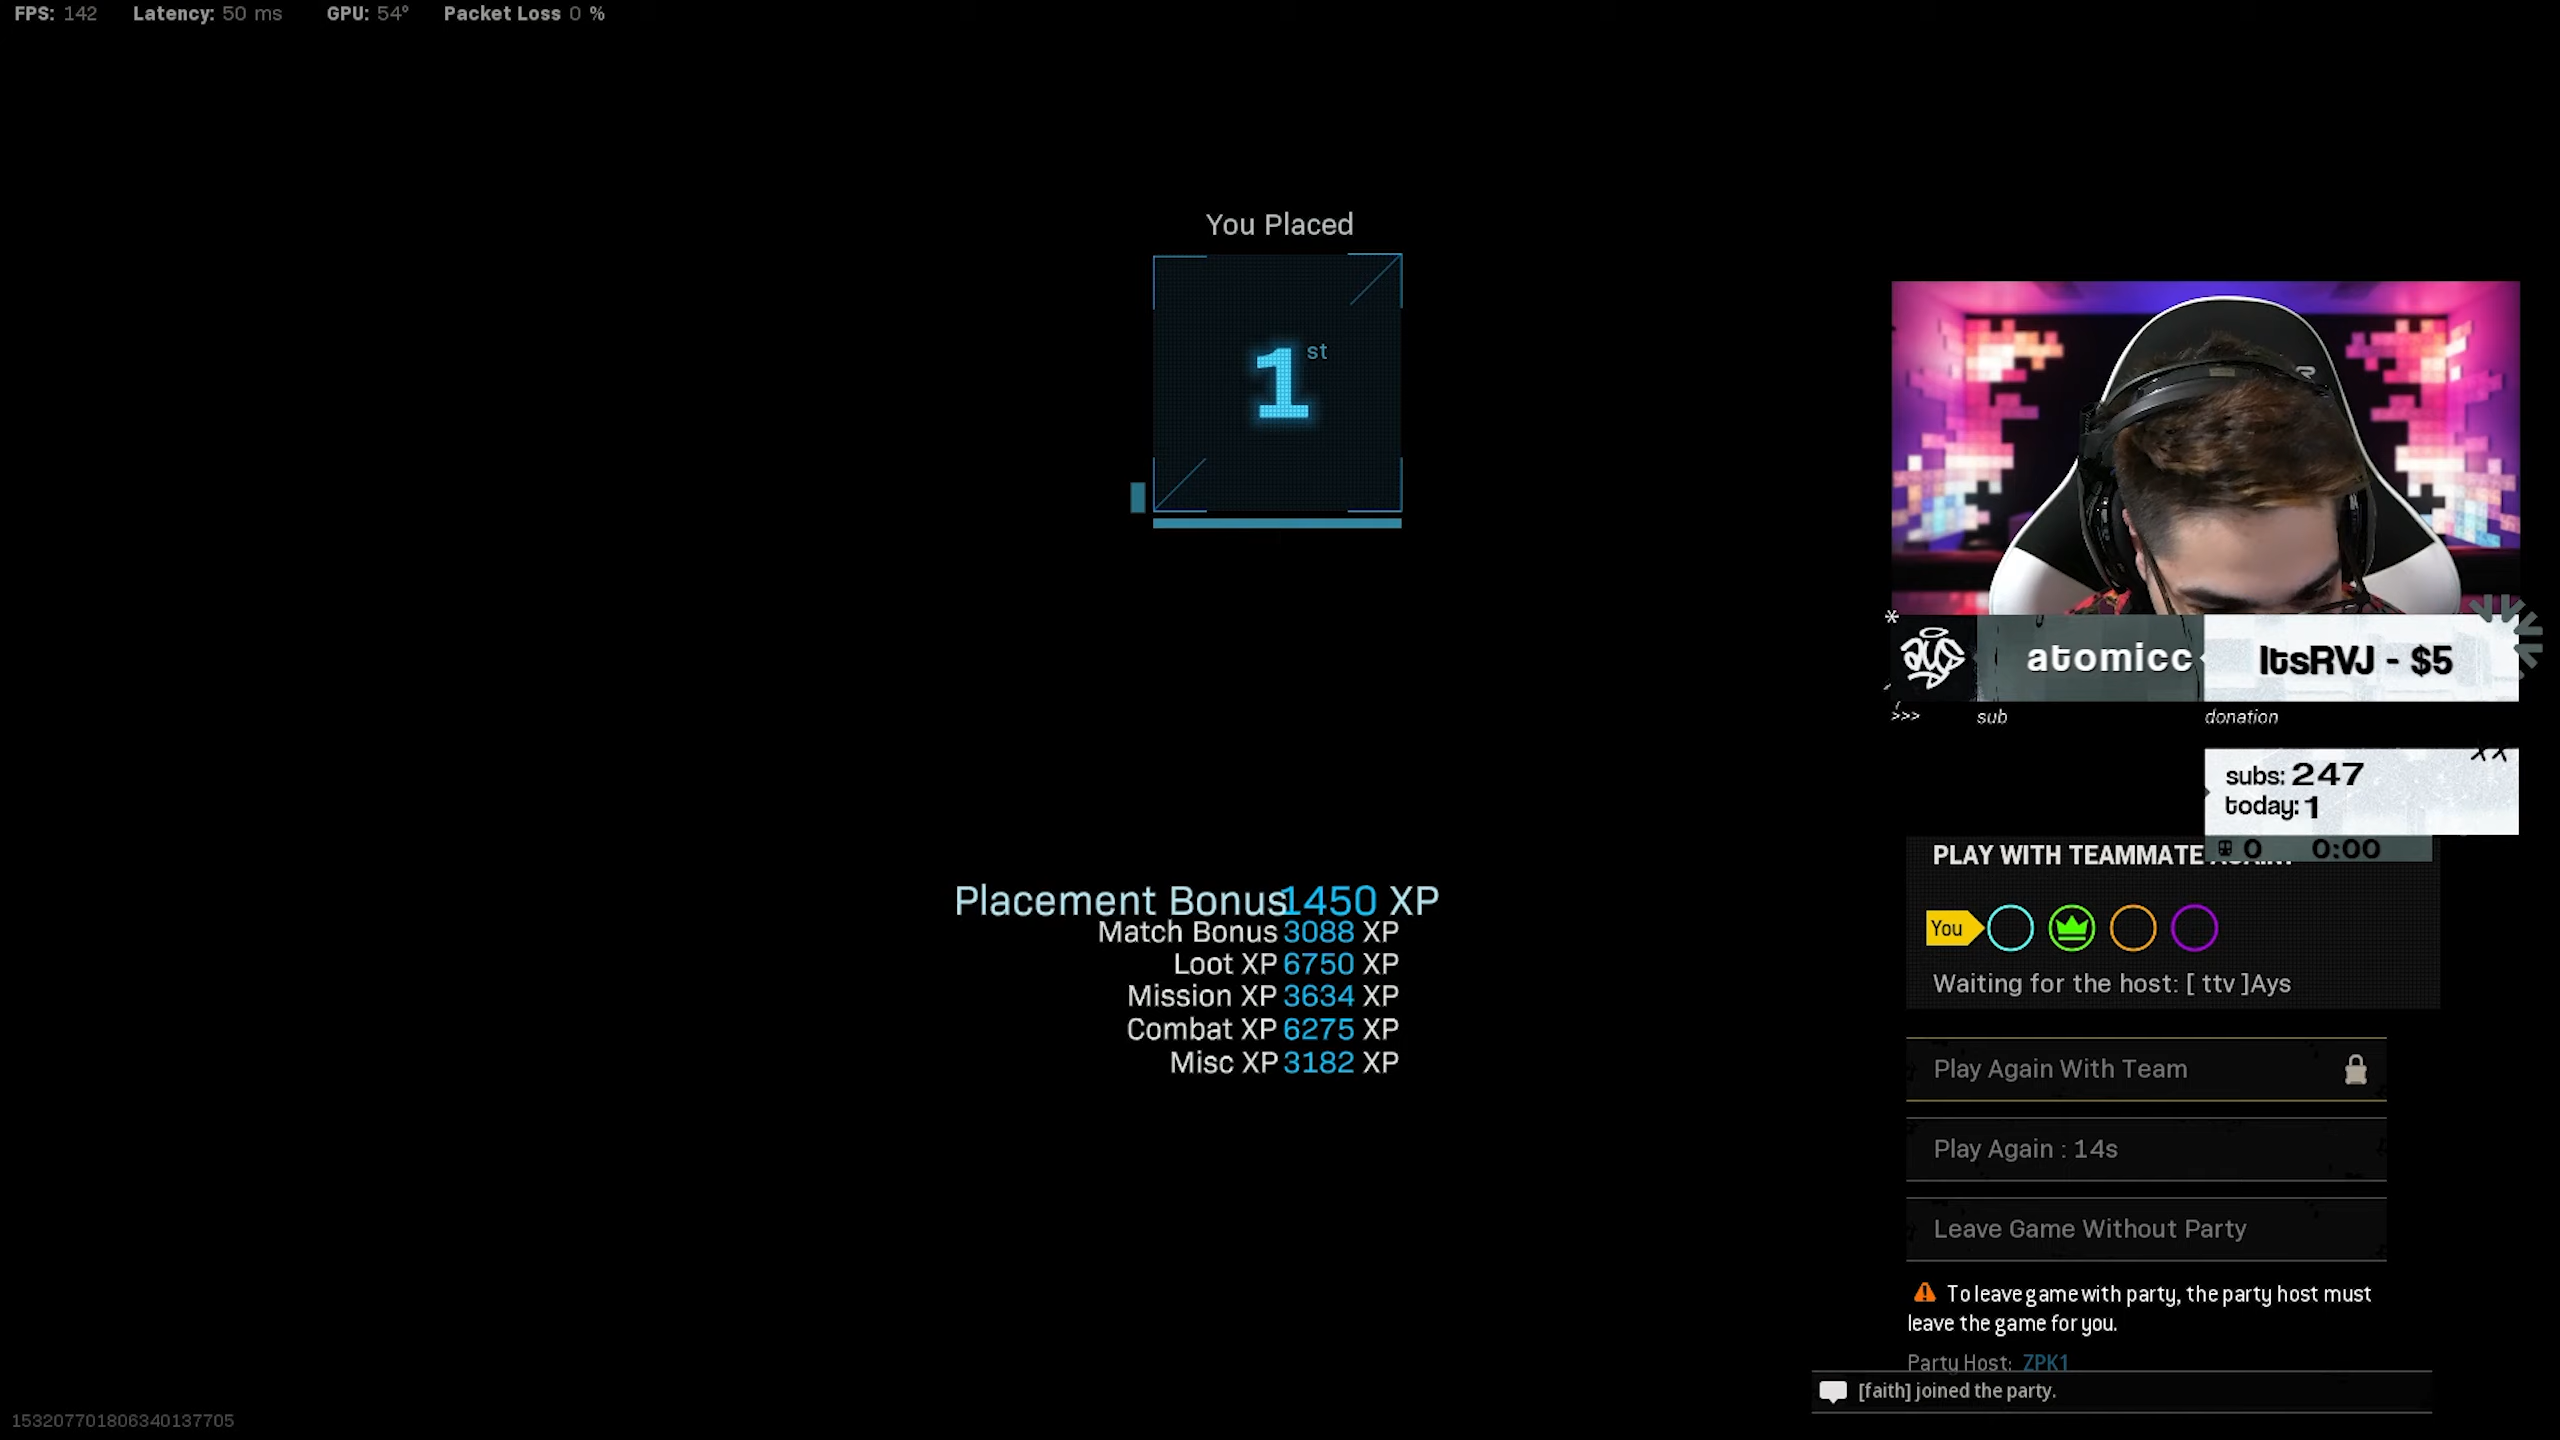 FPS: 142 Latency: 50 ms GPU: 54° Packet Loss 0 %
You Placed
1st
atomicc
ItsRVJ - $5
>>> sub donation
subs: 247
today: 1
0 0:00
PLAY WITH TEAMMATE
Placement Bonus 1450 XP
Match Bonus 3088 XP
Loot XP 6750 XP
Mission XP 3634 XP
Combat XP 6275 XP
Misc XP 3182 XP
You
Waiting for the host: [ ttv ]Ays
Play Again With Team
Play Again : 14s
Leave Game Without Party
To leave game with party, the party host must
leave the game for you.
Party Host: ZPK1
[faith] joined the party.
15320770180634013​7705